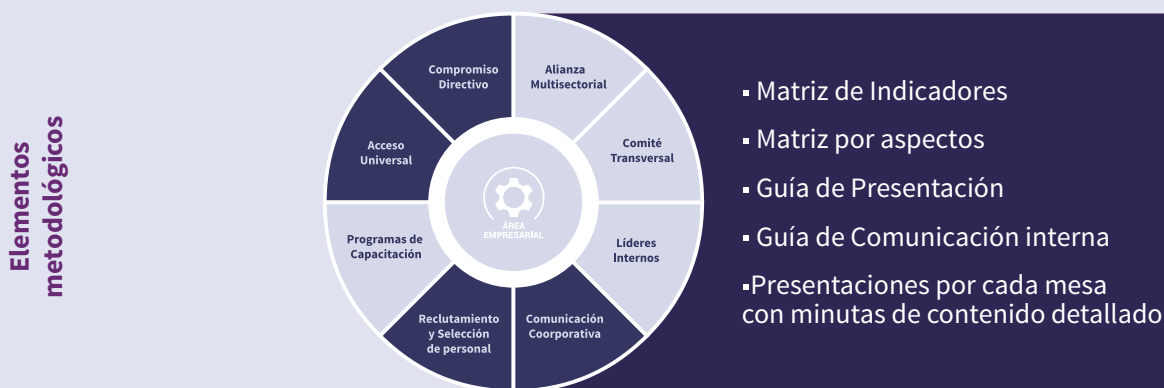 Elementos
metodológicos
Compromiso
Directivo
Alianza
Multisectorial
Acceso
Universal
Comité
Transversal
Programas de
Capacitación
ÁREA
EMPRESARIAL
Líderes
Internos
Reclutamiento
y Selección
de personal
Comunicación
Coorporativa
▪ Matriz de Indicadores
▪ Matriz por aspectos
▪ Guía de Presentación
▪ Guía de Comunicación interna
▪Presentaciones por cada mesa
con minutas de contenido detallado